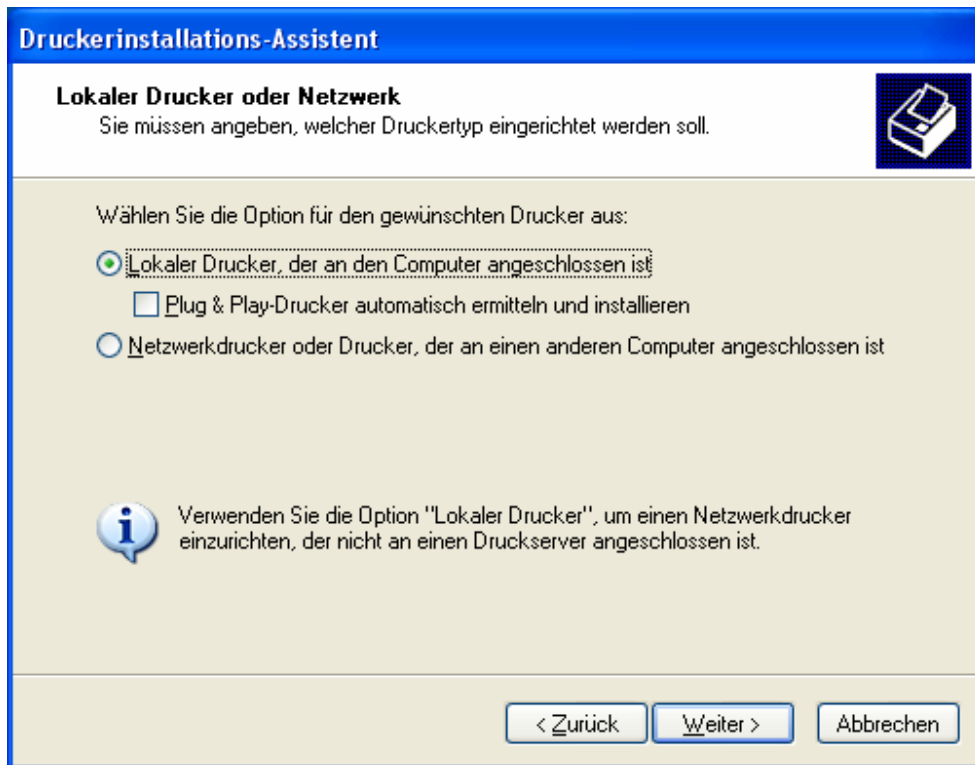 Druckerinstallations-Assistent
Lokaler Drucker oder Netzwerk
Sie müssen angeben, welcher Druckertyp eingerichtet werden soll.
Wählen Sie die Option für den gewünschten Drucker aus:
Lokaler Drucker, der an den Computer angeschlossen ist
Plug & Play-Drucker automatisch ermitteln und installieren
Netzwerkdrucker oder Drucker, der an einen anderen Computer angeschlossen ist
Verwenden Sie die Option "Lokaler Drucker", um einen Netzwerkdrucker
einzurichten, der nicht an einen Druckserver angeschlossen ist.
< Zurück Weiter > Abbrechen